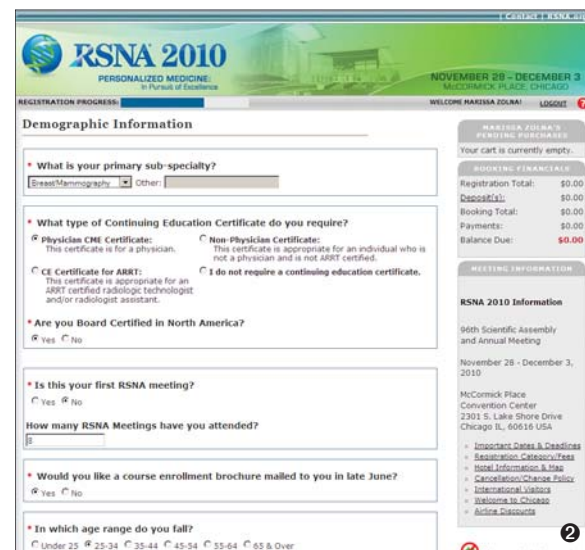 Contact | RSNA.org
RSNA 2010
PERSONALIZED MEDICINE:
In Pursuit of Excellence
NOVEMBER 28 – DECEMBER 3
McCORMICK PLACE, CHICAGO
REGISTRATION PROGRESS:
WELCOME MARISSA ZOLNA! LOGOUT
Demographic Information
* What is your primary sub-specialty?
Breast/Mammography Other:
* What type of Continuing Education Certificate do you require?
Physician CME Certificate:
This certificate is for a physician.
Non-Physician Certificate:
This certificate is appropriate for an individual who is
not a physician and is not ARRT certified.
CE Certificate for ARRT:
This certificate is appropriate for an
ARRT certified radiologic technologist
and/or radiologist assistant.
I do not require a continuing education certificate.
* Are you Board Certified in North America?
Yes No
* Is this your first RSNA meeting?
Yes No
How many RSNA Meetings have you attended?
8
* Would you like a course enrollment brochure mailed to you in late June?
Yes No
* In which age range do you fall?
Under 25 25-34 35-44 45-54 55-64 65 & Over
MARISSA ZOLNA'S
PENDING PURCHASES
Your cart is currently empty.
BOOKING FINANCIALS
Registration Total: $0.00
Deposit(s): $0.00
Booking Total: $0.00
Payments: $0.00
Balance Due: $0.00
MEETING INFORMATION
RSNA 2010 Information
96th Scientific Assembly
and Annual Meeting
November 28 - December 3,
2010
McCormick Place
Convention Center
2301 S. Lake Shore Drive
Chicago IL, 60616 USA
Important Dates & Deadlines
Registration Category/Fees
Hotel Information & Map
Cancellation/Change Policy
International Visitors
Welcome to Chicago
Airline Discounts
2